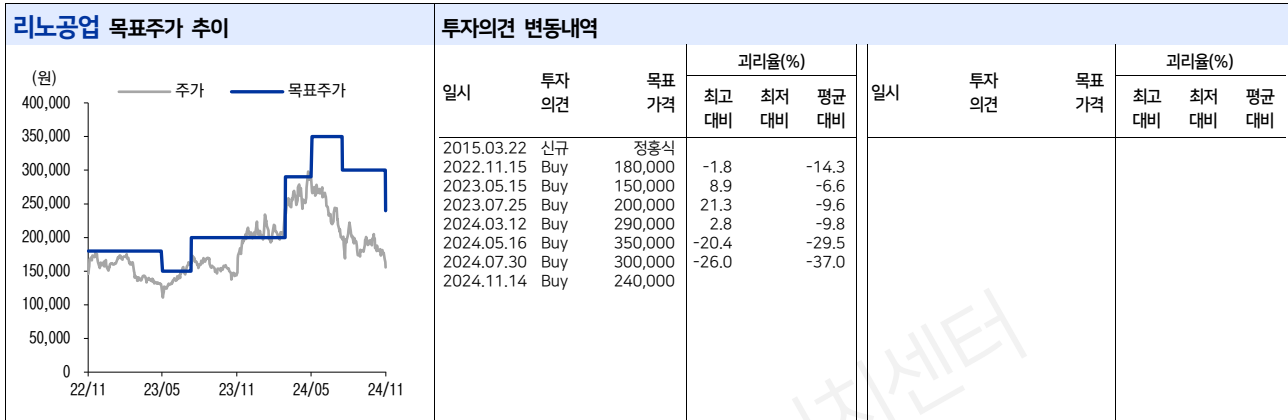 리노공업 목표주가 추이
(원)
주가
목표주가
400,000
350,000
300,000
250,000
200,000
150,000
100,000
50,000
0
22/11 23/05 23/11 24/05 24/11
투자의견 변동내역
일시 투자의견 목표가격 괴리율(%)
최고대비 최저대비 평균대비
2015.03.22 신규 정홍식
2022.11.15 Buy 180,000 -1.8 -14.3
2023.05.15 Buy 150,000 8.9 -6.6
2023.07.25 Buy 200,000 21.3 -9.6
2024.03.12 Buy 290,000 2.8 -9.8
2024.05.16 Buy 350,000 -20.4 -29.5
2024.07.30 Buy 300,000 -26.0 -37.0
2024.11.14 Buy 240,000
일시 투자의견 목표가격 괴리율(%)
최고대비 최저대비 평균대비